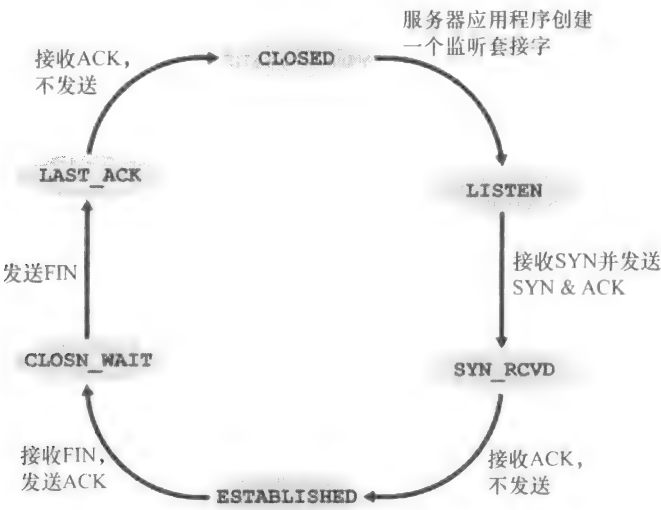 服务器应用程序创建
一个监听套接字
接收ACK,
不发送
CLOSED
LAST_ACK
LISTEN
发送FIN
接收SYN并发送
SYN & ACK
CLOSN_WAIT
SYN_RCVD
接收FIN,
发送ACK
接收ACK,
不发送
ESTABLISHED